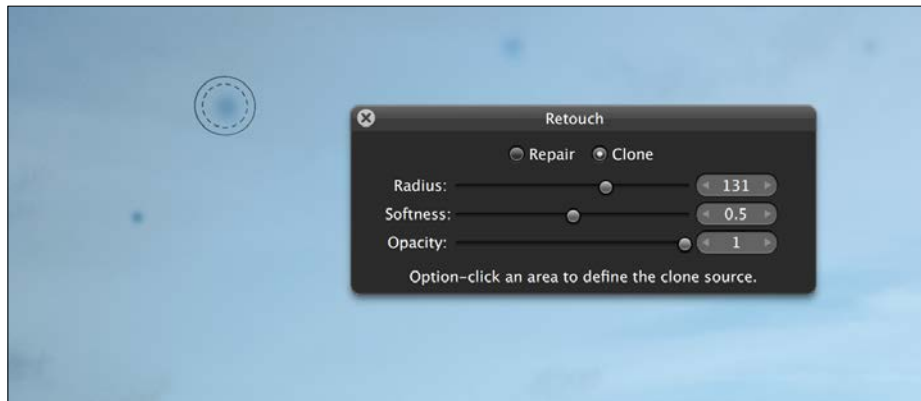 Retouch
Repair Clone
Radius: 131
Softness: 0.5
Opacity: 1
Option-click an area to define the clone source.